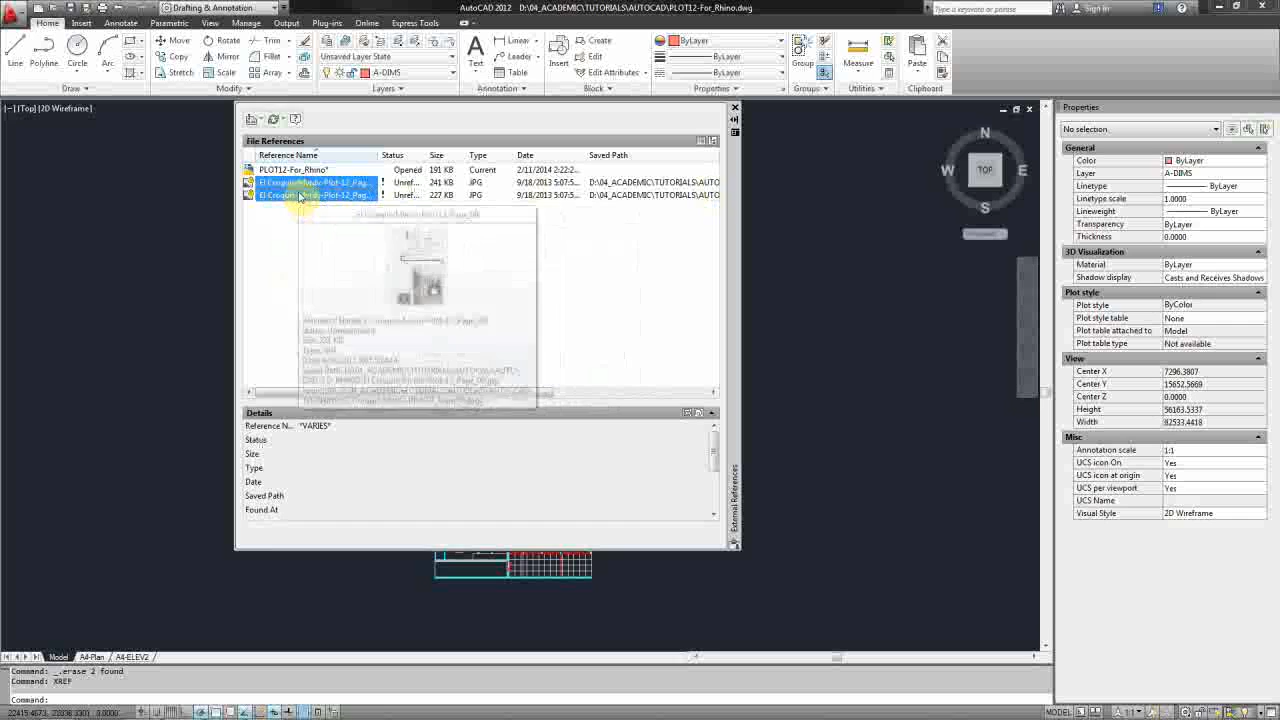 Drafting & Annotation
AutoCAD 2012 D:\04_ACADEMIC\TUTORIALS\AUTOCAD\PLOT12-For_Rhino.dwg
Type a keyword or phrase
Sign In
Home Insert Annotate Parametric View Manage Output Plug-ins Online Express Tools
Line Polyline Circle Arc
Move Rotate Trim
Copy Mirror Fillet
Stretch Scale Array
Unsaved Layer State
A-DIMS
Text
Linear
Leader
Table
Insert
Create
Edit
Edit Attributes
ByLayer
ByLayer
ByLayer
Group Measure Paste
Draw Modify Layers Annotation Block Properties Groups Utilities Clipboard
[−] [Top] [2D Wireframe]
File References
Reference Name Status Size Type Date Saved Path
PLOT12-For_Rhino* Opened 191 KB Current 2/11/2014 2:22:2...
Unref... 241 KB JPG 9/18/2013 5:07:5... D:\04_ACADEMIC\TUTORIALS\AUTO
Unref... 227 KB JPG 9/18/2013 5:07:5... D:\04_ACADEMIC\TUTORIALS\AUTO
Details
Reference N... *VARIES*
Status
Size
Type
Date
Saved Path
Found At
External References
N
W TOP E
S
Properties
No selection
General
Color ByLayer
Layer A-DIMS
Linetype ByLayer
Linetype scale 1.0000
Lineweight ByLayer
Transparency ByLayer
Thickness 0.0000
3D Visualization
Material ByLayer
Shadow display Casts and Receives Shadows
Plot style
Plot style ByColor
Plot style table None
Plot table attached to Model
Plot table type Not available
View
Center X 7296.3807
Center Y 15652.5669
Center Z 0.0000
Height 56163.5337
Width 82533.4418
Misc
Annotation scale 1:1
UCS icon On Yes
UCS icon at origin Yes
UCS per viewport Yes
UCS Name
Visual Style 2D Wireframe
Model A4-Plan A4-ELEV2
Command: _.erase 2 found
Command: XREF
Command:
MODEL 1:1